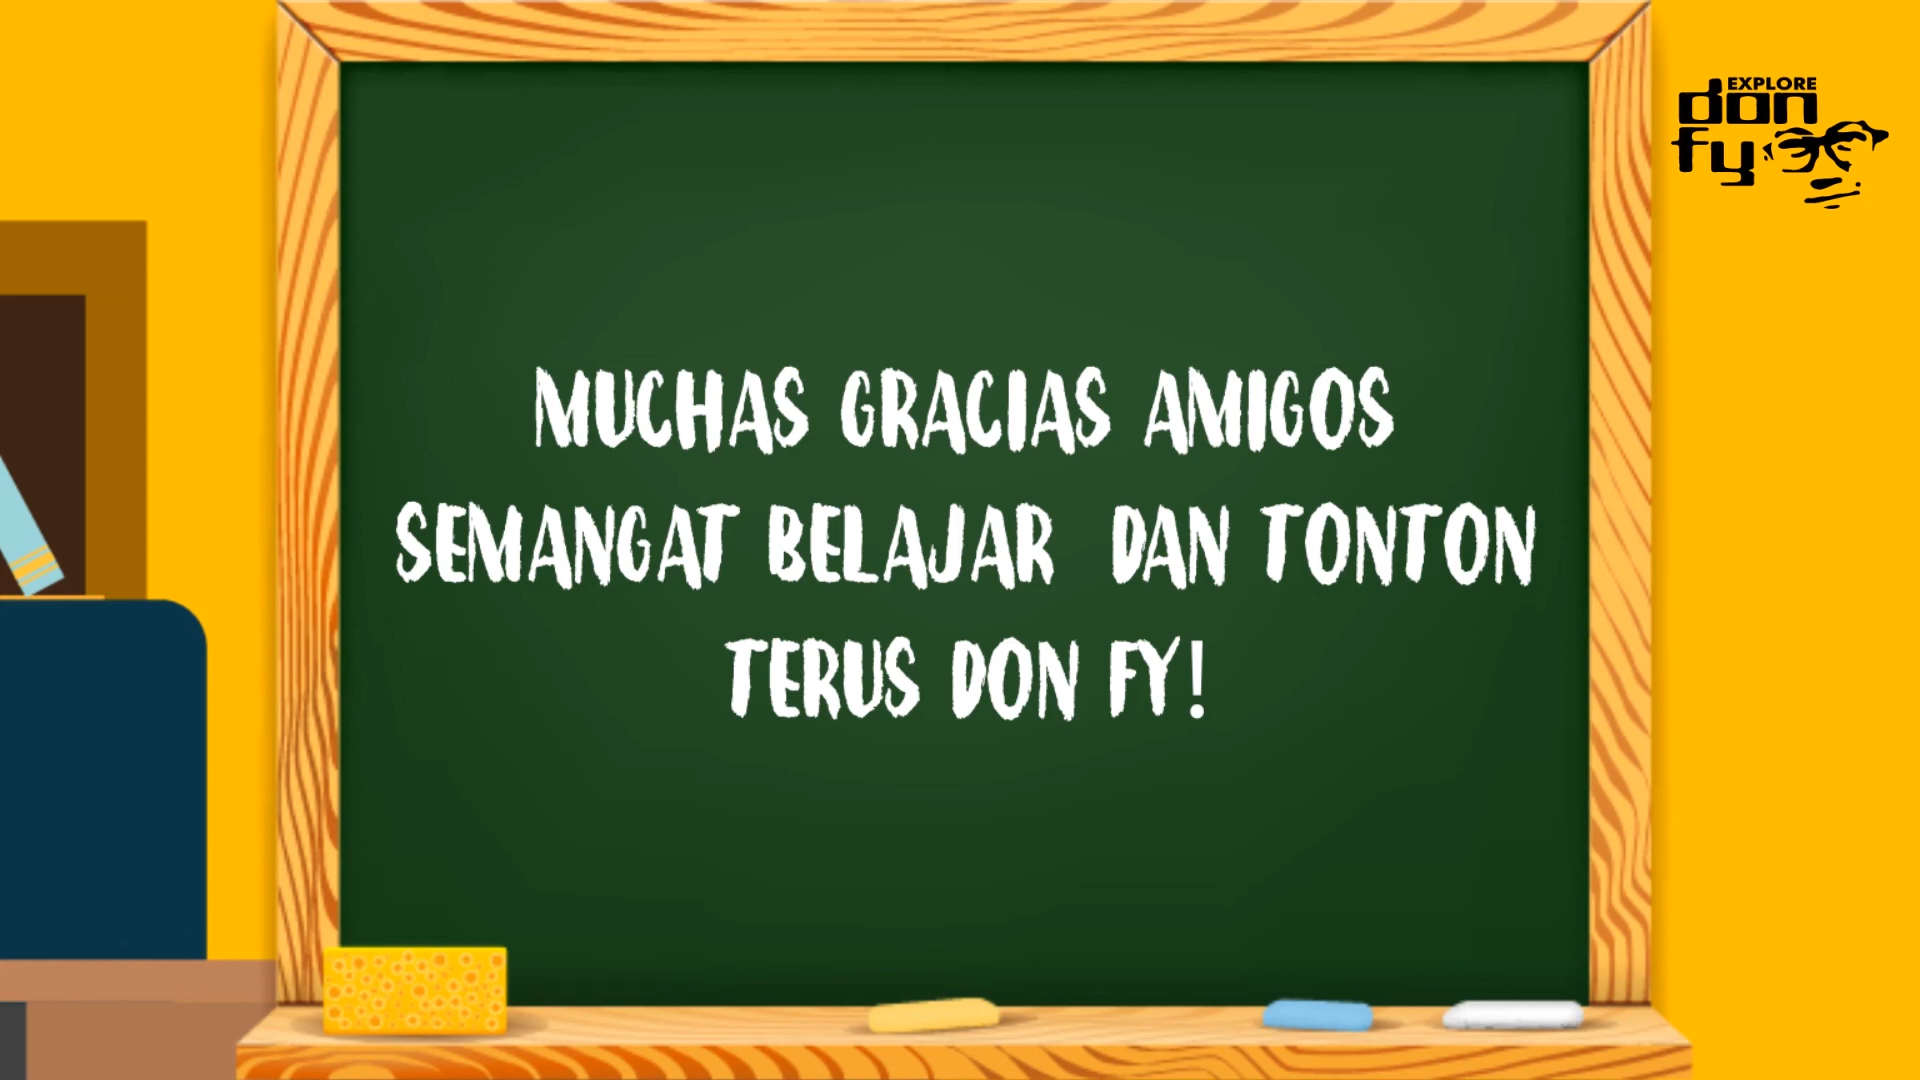 EXPLORE
don
fy
MUCHAS GRACIAS AMIGOS
SEMANGAT BELAJAR DAN TONTON
TERUS DON FY!